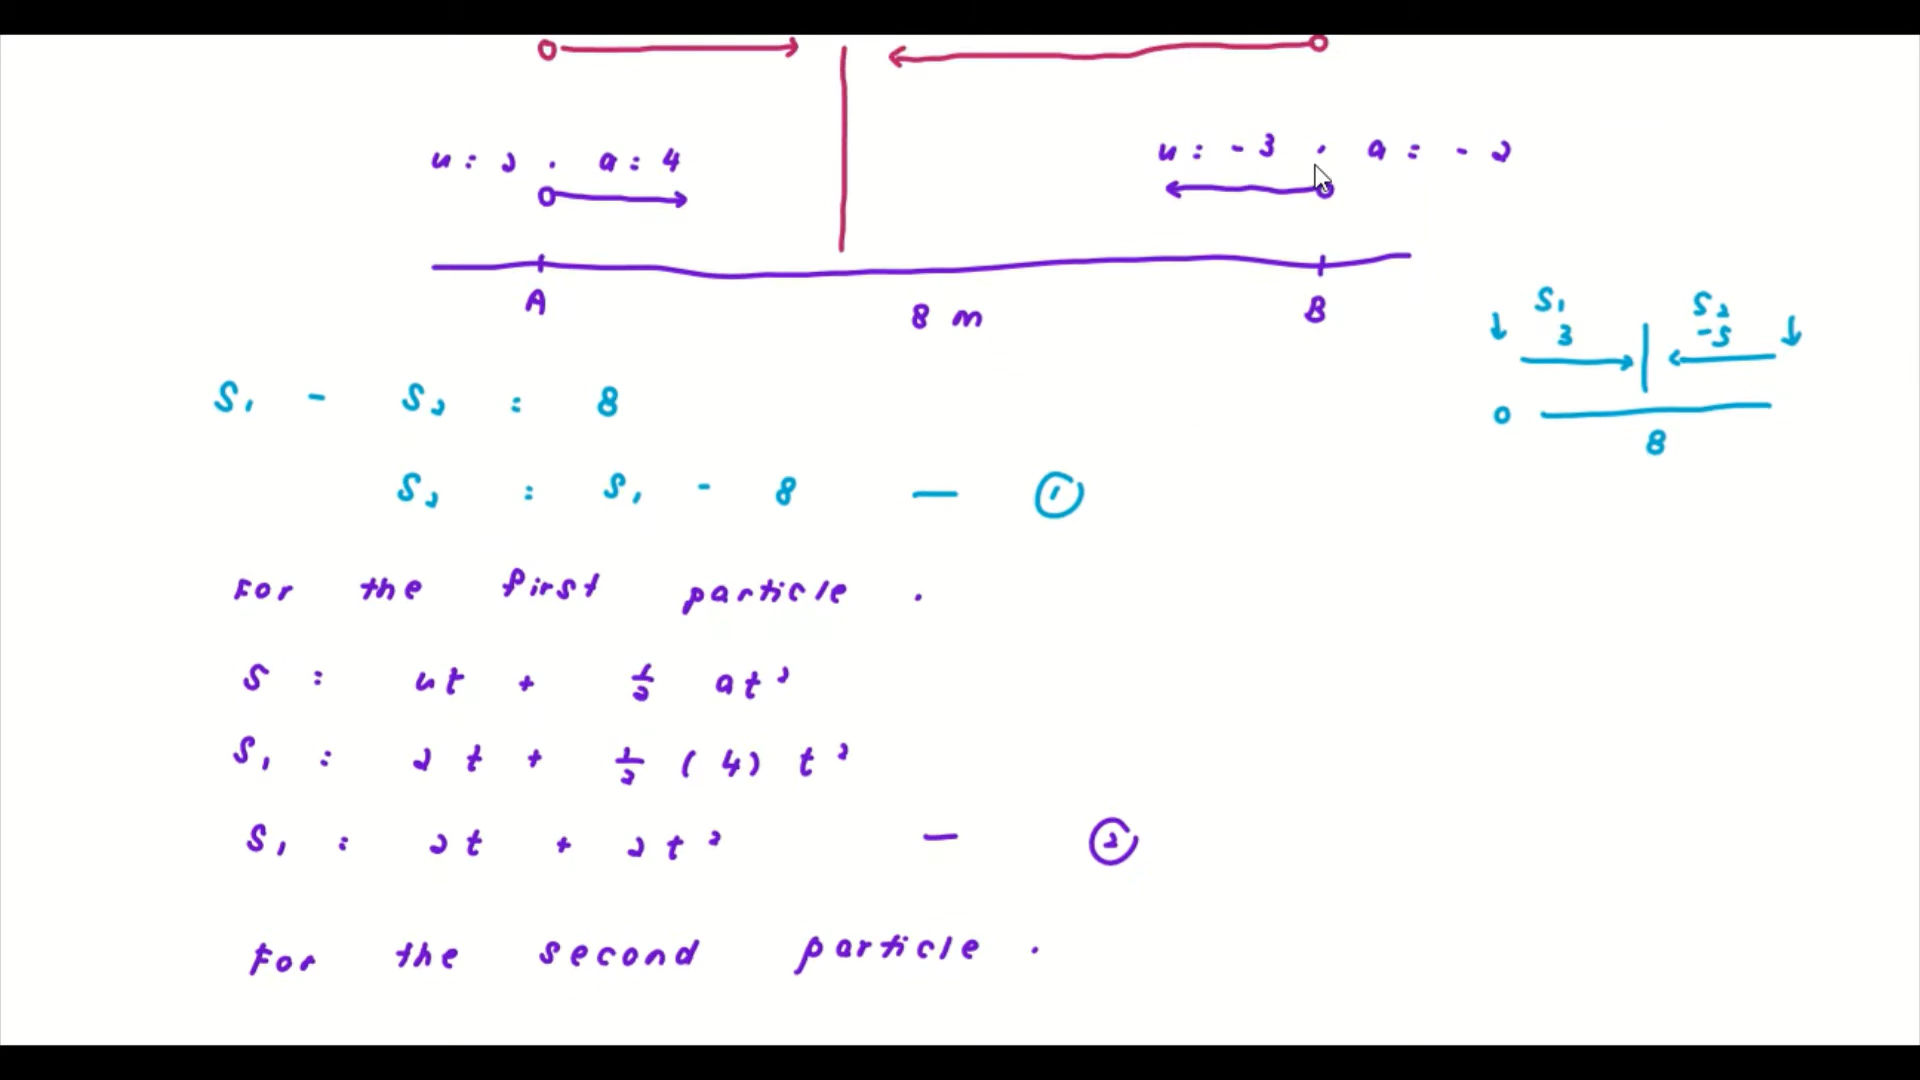 u = 2 , a = 4
u = -3 , a = -2
A 8 m B
S₁ S₂
3 -5
0
8
S₁ - S₂ = 8
S₂ = S₁ - 8 — ①
For the first particle .
S = ut + ½ at²
S₁ = 2t + ½ (4) t²
S₁ = 2t + 2t² — ②
For the second particle .